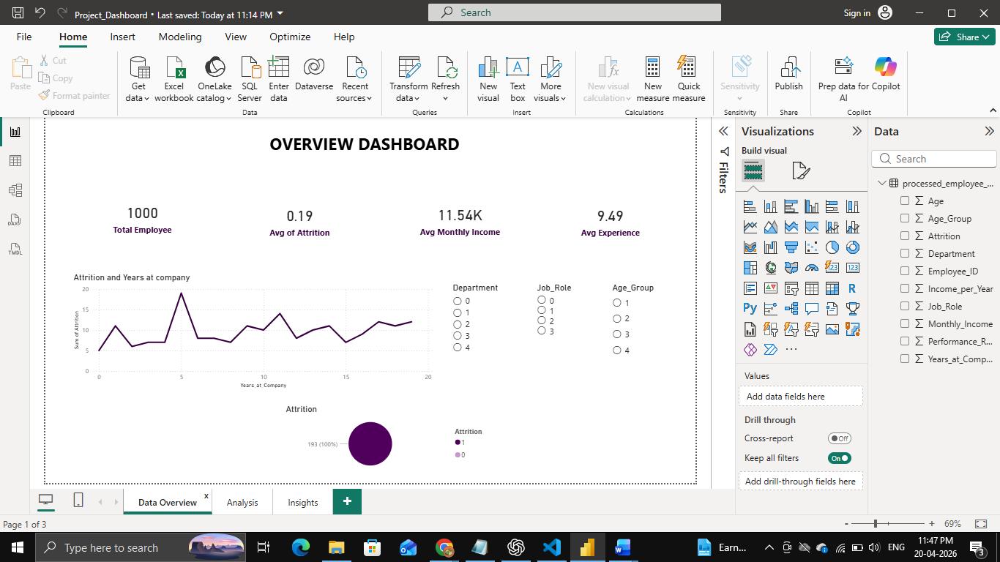 Project_Dashboard • Last saved: Today at 11:14 PM
Search
Sign in
File Home Insert Modeling View Optimize Help
Share
Paste
Cut
Copy
Format painter
Clipboard
Get data
Excel workbook
OneLake catalog
SQL Server
Enter data
Dataverse
Recent sources
Data
Transform data
Refresh
Queries
New visual
Text box
More visuals
Insert
New visual calculation
New measure
Quick measure
Calculations
Sensitivity
Sensitivity
Publish
Share
Prep data for AI
Copilot
Copilot
DAX
TMDL
OVERVIEW DASHBOARD
1000
Total Employee
0.19
Avg of Attrition
11.54K
Avg Monthly Income
9.49
Avg Experience
Attrition and Years at company
Sum of Attrition
20
15
10
5
0
0 5 10 15 20
Years_at_Company
Department
0
1
2
3
4
Job_Role
0
1
2
3
Age_Group
1
2
3
4
Attrition
193 (100%)
Attrition
1
0
Filters
Visualizations
Build visual
123
123
R
Py
Values
Add data fields here
Drill through
Cross-report
Off
Keep all filters
On
Add drill-through fields here
Data
Search
processed_employee_...
Age
Age_Group
Attrition
Department
Employee_ID
Income_per_Year
Job_Role
Monthly_Income
Performance_R...
Years_at_Comp...
Data Overview
x
Analysis
Insights
+
Page 1 of 3
- + 69%
Type here to search
Earn...
ENG
11:47 PM
20-04-2026
3